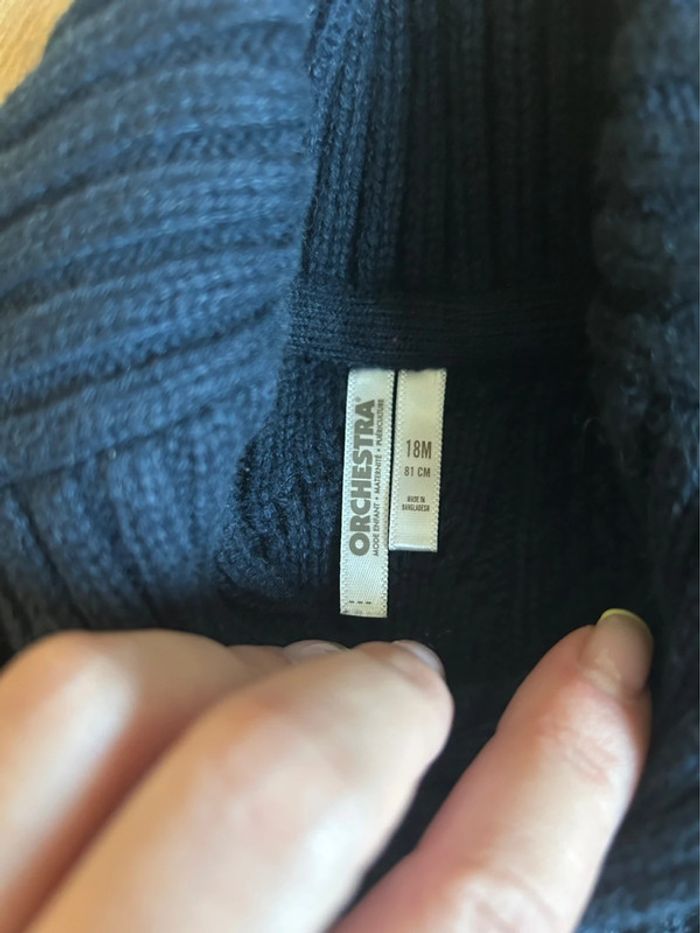 ORCHESTRA®
MODE ENFANT • MATERNITÉ • PUÉRICULTURE
18M
81 CM
MADE IN
BANGLADESH